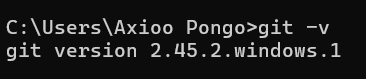 C:\Users\Axioo Pongo>git -v
git version 2.45.2.windows.1